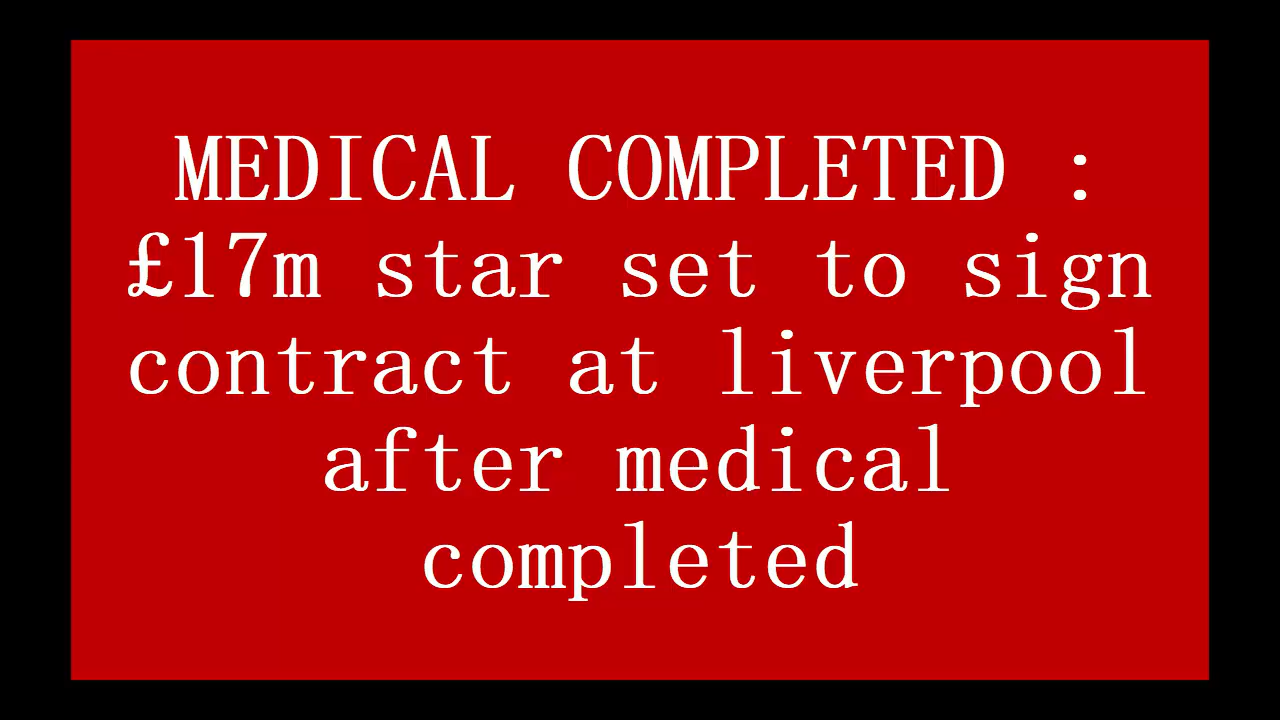 MEDICAL COMPLETED :
£17m star set to sign
contract at liverpool
after medical
completed